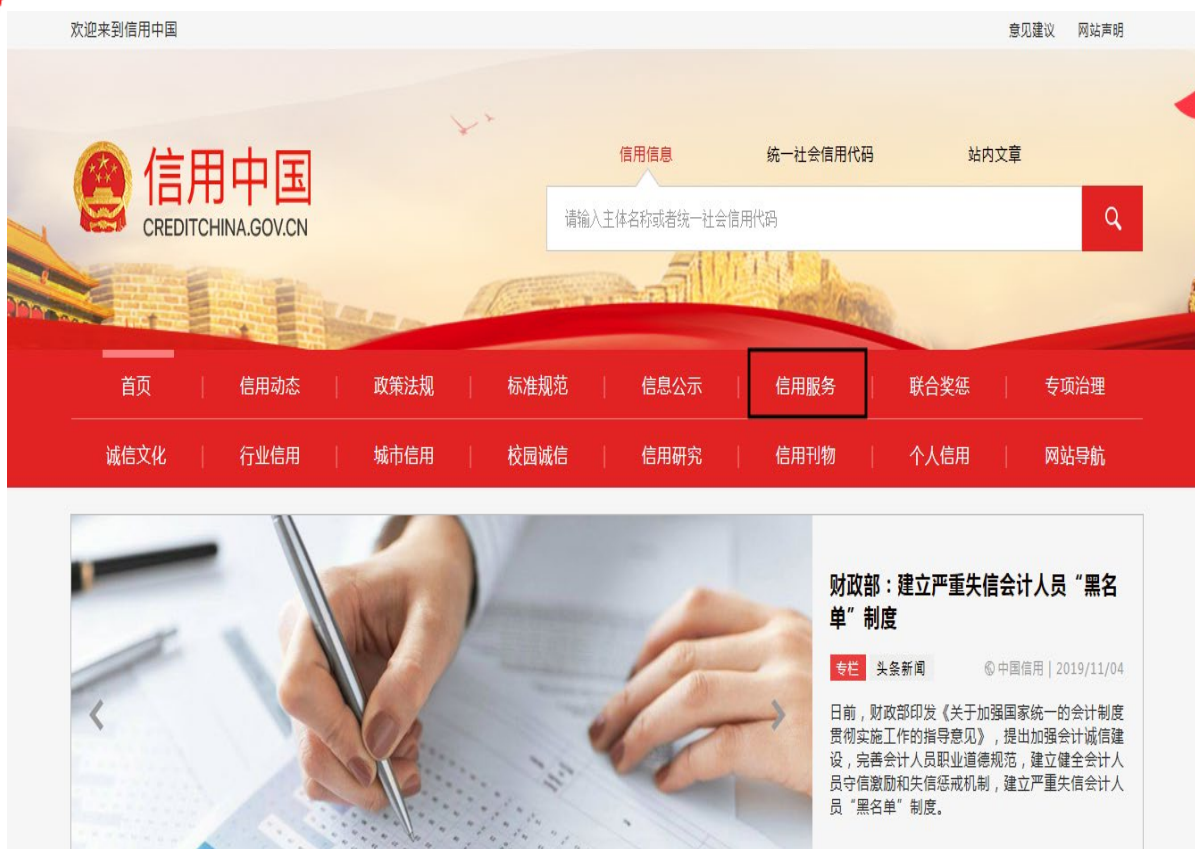 欢迎来到信用中国
意见建议 网站声明
信用中国
CREDITCHINA.GOV.CN
信用信息 统一社会信用代码 站内文章
请输入主体名称或者统一社会信用代码
首页 信用动态 政策法规 标准规范 信息公示 信用服务 联合奖惩 专项治理
诚信文化 行业信用 城市信用 校园诚信 信用研究 信用刊物 个人信用 网站导航
财政部：建立严重失信会计人员“黑名
单”制度
专栏 头条新闻 ©中国信用 | 2019/11/04
日前，财政部印发《关于加强国家统一的会计制度
贯彻实施工作的指导意见》，提出加强会计诚信建
设，完善会计人员职业道德规范，建立健全会计人
员守信激励和失信惩戒机制，建立严重失信会计人
员“黑名单”制度。